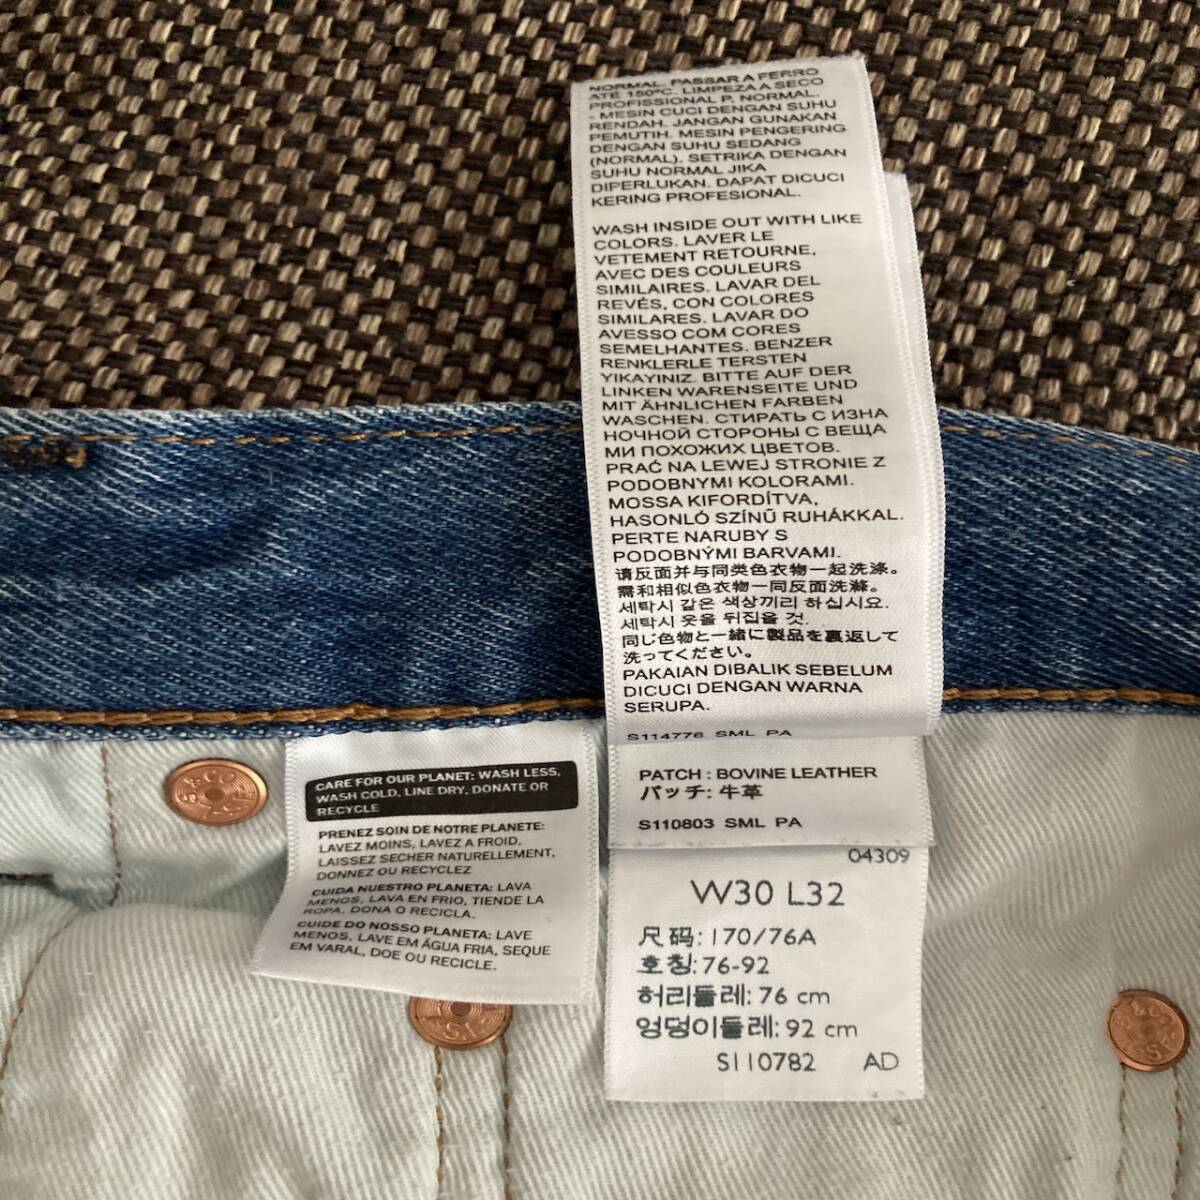 NORMAL. PASSAR A FERRO
ATÉ 150ºC. LIMPEZA A SECO
PROFISSIONAL P, NORMAL.
- MESIN CUCI DENGAN SUHU
RENDAH. JANGAN GUNAKAN
PEMUTIH. MESIN PENGERING
DENGAN SUHU SEDANG
(NORMAL). SETRIKA DENGAN
SUHU NORMAL JIKA
DIPERLUKAN. DAPAT DICUCI
KERING PROFESIONAL.
WASH INSIDE OUT WITH LIKE
COLORS. LAVER LE
VETEMENT RETOURNE,
AVEC DES COULEURS
SIMILAIRES. LAVAR DEL
REVÉS, CON COLORES
SIMILARES. LAVAR DO
AVESSO COM CORES
SEMELHANTES. BENZER
RENKLERLE TERSTEN
YIKAYINIZ. BITTE AUF DER
LINKEN WARENSEITE UND
MIT ÄHNLICHEN FARBEN
WASCHEN. СТИРАТЬ С ИЗНА
НОЧНОЙ СТОРОНЫ С ВЕЩА
МИ ПОХОЖИХ ЦВЕТОВ.
PRAĆ NA LEWEJ STRONIE Z
PODOBNYMI KOLORAMI.
MOSSA KIFORDÍTVA,
HASONLÓ SZÍNŰ RUHÁKKAL.
PERTE NARUBY S
PODOBNÝMI BARVAMI.
请反面并与同类色衣物一起洗涤。
需和相似色衣物一同反面洗滌。
세탁시 같은 색상끼리 하십시요.
세탁시 옷을 뒤집을 것.
同じ色物と一緒に製品を裏返して
洗ってください。
PAKAIAN DIBALIK SEBELUM
DICUCI DENGAN WARNA
SERUPA.
S114776 SML PA
PATCH : BOVINE LEATHER
パッチ: 牛革
S110803 SML PA
04309
W30 L32
尺码: 170/76A
호칭: 76-92
허리둘레: 76 cm
엉덩이둘레: 92 cm
S110782 AD
CARE FOR OUR PLANET: WASH LESS,
WASH COLD, LINE DRY, DONATE OR
RECYCLE
PRENEZ SOIN DE NOTRE PLANETE:
LAVEZ MOINS, LAVEZ A FROID,
LAISSEZ SECHER NATURELLEMENT,
DONNEZ OU RECYCLEZ
CUIDA NUESTRO PLANETA: LAVA
MENOS, LAVA EN FRIO, TIENDE LA
ROPA, DONA O RECICLA.
CUIDE DO NOSSO PLANETA: LAVE
MENOS, LAVE EM ÁGUA FRIA, SEQUE
EM VARAL, DOE OU RECICLE.